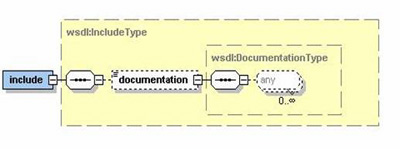 wsdl:IncludeType
wsdl:DocumentationType
include
documentation
any
0..∞